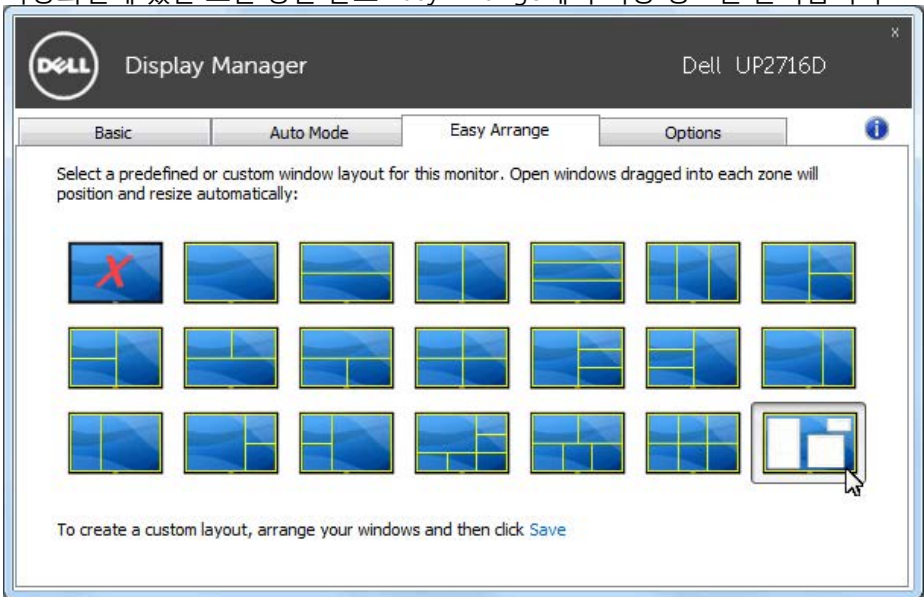 DELL
Display Manager
Dell UP2716D
x
Basic
Auto Mode
Easy Arrange
Options
i
Select a predefined or custom window layout for this monitor. Open windows dragged into each zone will
position and resize automatically:
X
To create a custom layout, arrange your windows and then click Save